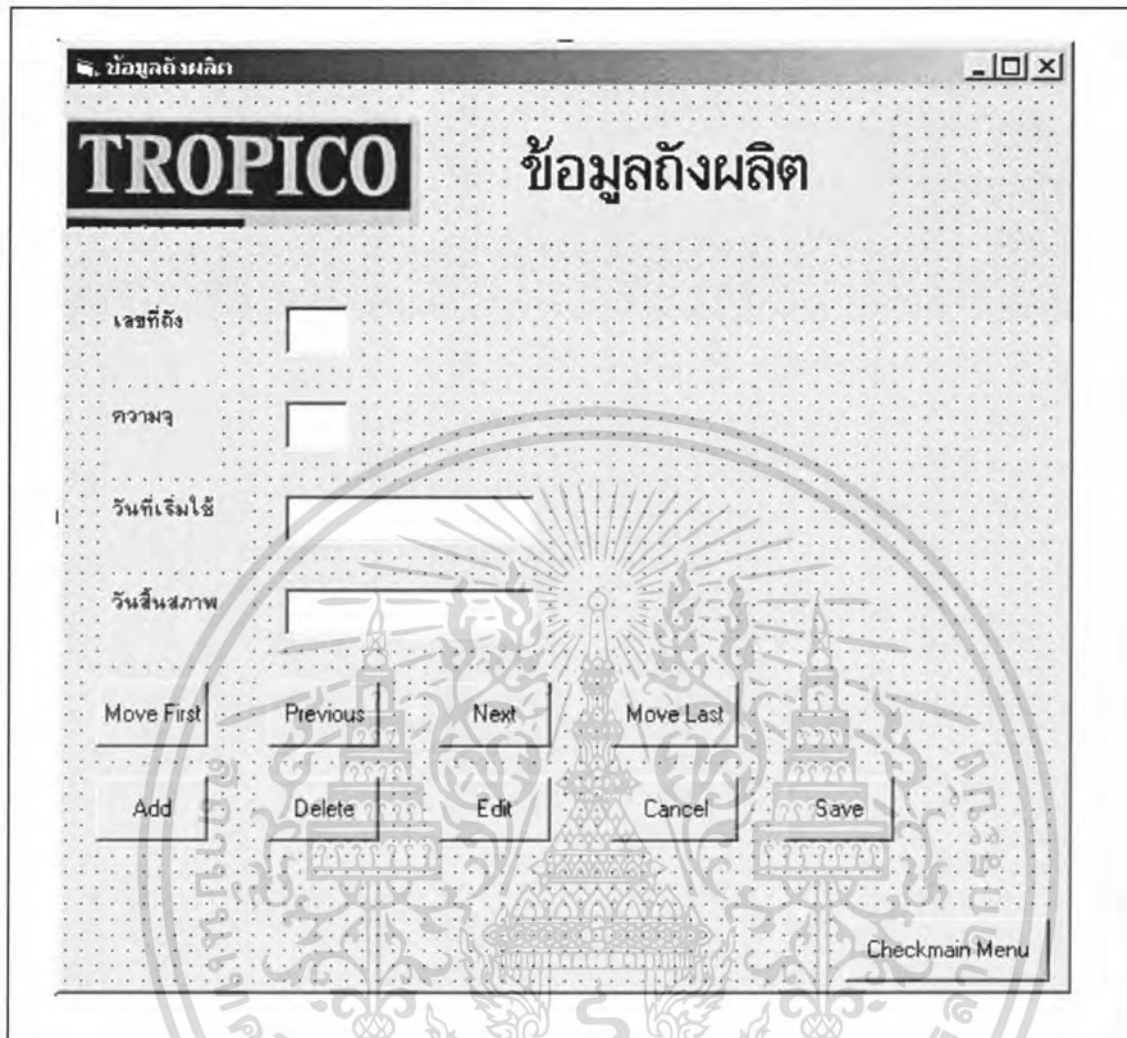 ข้อมูลถังผลิต
TROPICO
ข้อมูลถังผลิต
เลขที่ถัง
ความจุ
วันที่เริ่มใช้
วันสิ้นสภาพ
Move First Previous Next Move Last
Add Delete Edit Cancel Save
Checkmain Menu